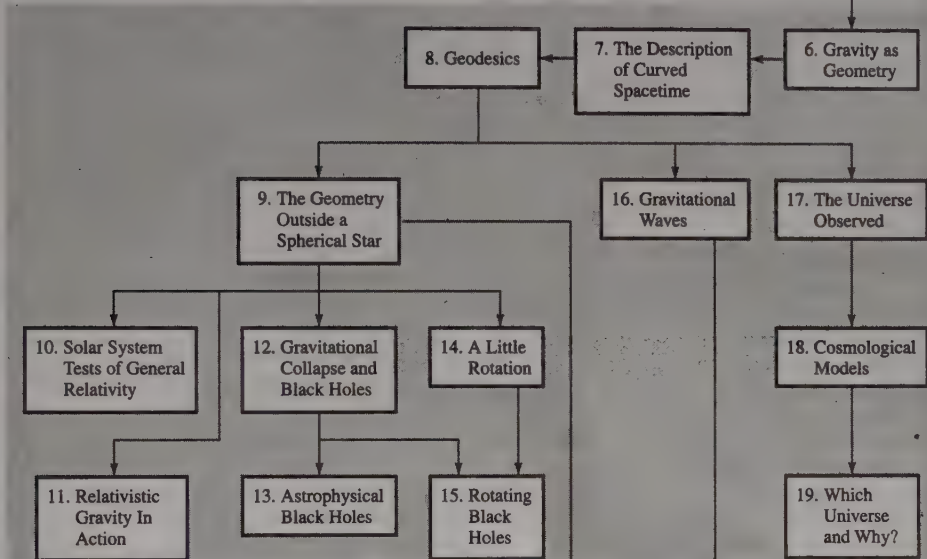 8. Geodesics
7. The Description
of Curved
Spacetime
6. Gravity as
Geometry
9. The Geometry
Outside a
Spherical Star
16. Gravitational
Waves
17. The Universe
Observed
10. Solar System
Tests of General
Relativity
12. Gravitational
Collapse and
Black Holes
14. A Little
Rotation
18. Cosmological
Models
11. Relativistic
Gravity In
Action
13. Astrophysical
Black Holes
15. Rotating
Black
Holes
19. Which
Universe
and Why?